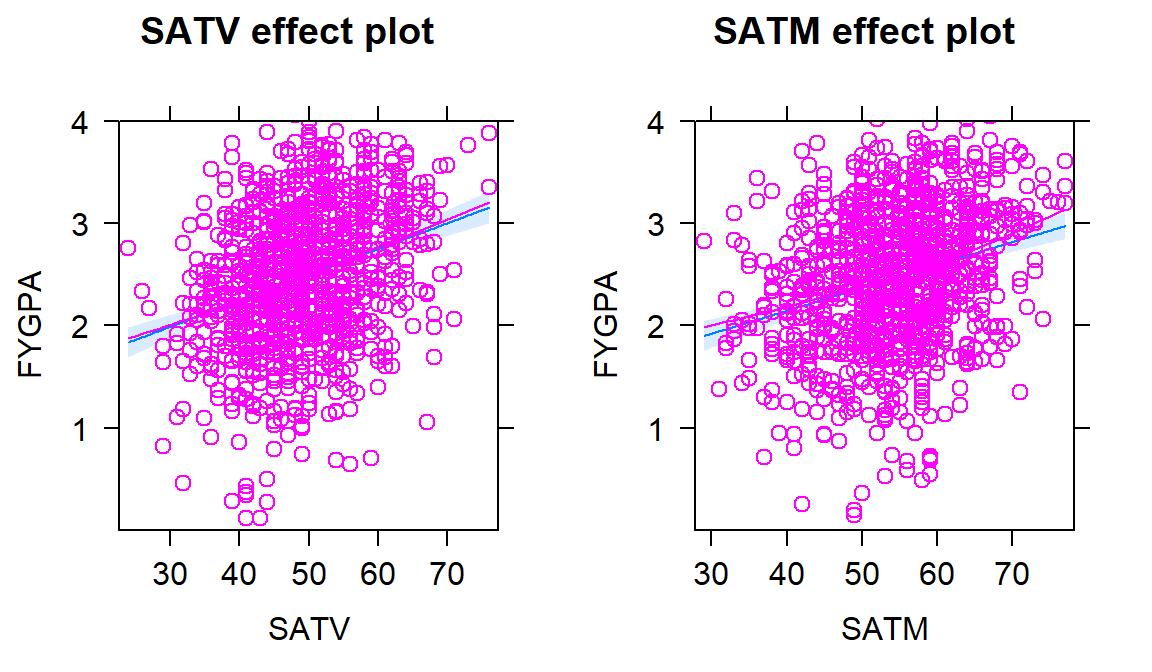 SATV effect plot
4
3
2
1
FYGPA
30 40 50 60 70
SATV
SATM effect plot
4
3
2
1
FYGPA
30 40 50 60 70
SATM